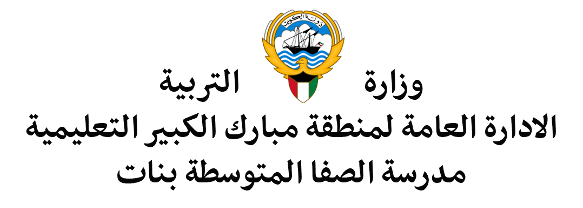 وزارة التربية
الادارة العامة لمنطقة مبارك الكبير التعليمية
مدرسة الصفا المتوسطة بنات